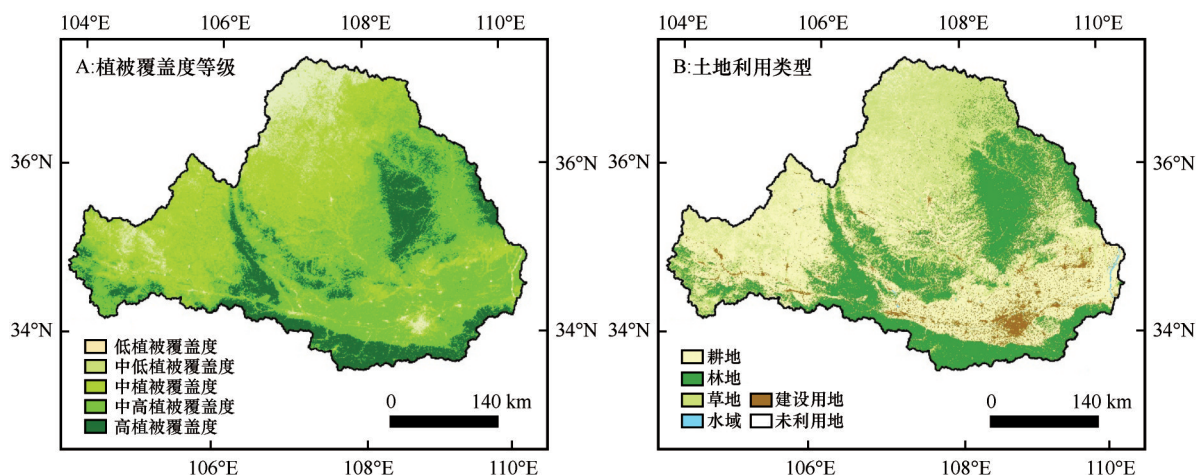 104°E 106°E 108°E 110°E
A:植被覆盖度等级
36°N
34°N
36°N
34°N
低植被覆盖度
中低植被覆盖度
中植被覆盖度
中高植被覆盖度
高植被覆盖度
0 140 km
106°E 108°E 110°E
104°E 106°E 108°E 110°E
B:土地利用类型
36°N
34°N
36°N
34°N
耕地
林地
草地 建设用地
水域 未利用地
0 140 km
106°E 108°E 110°E